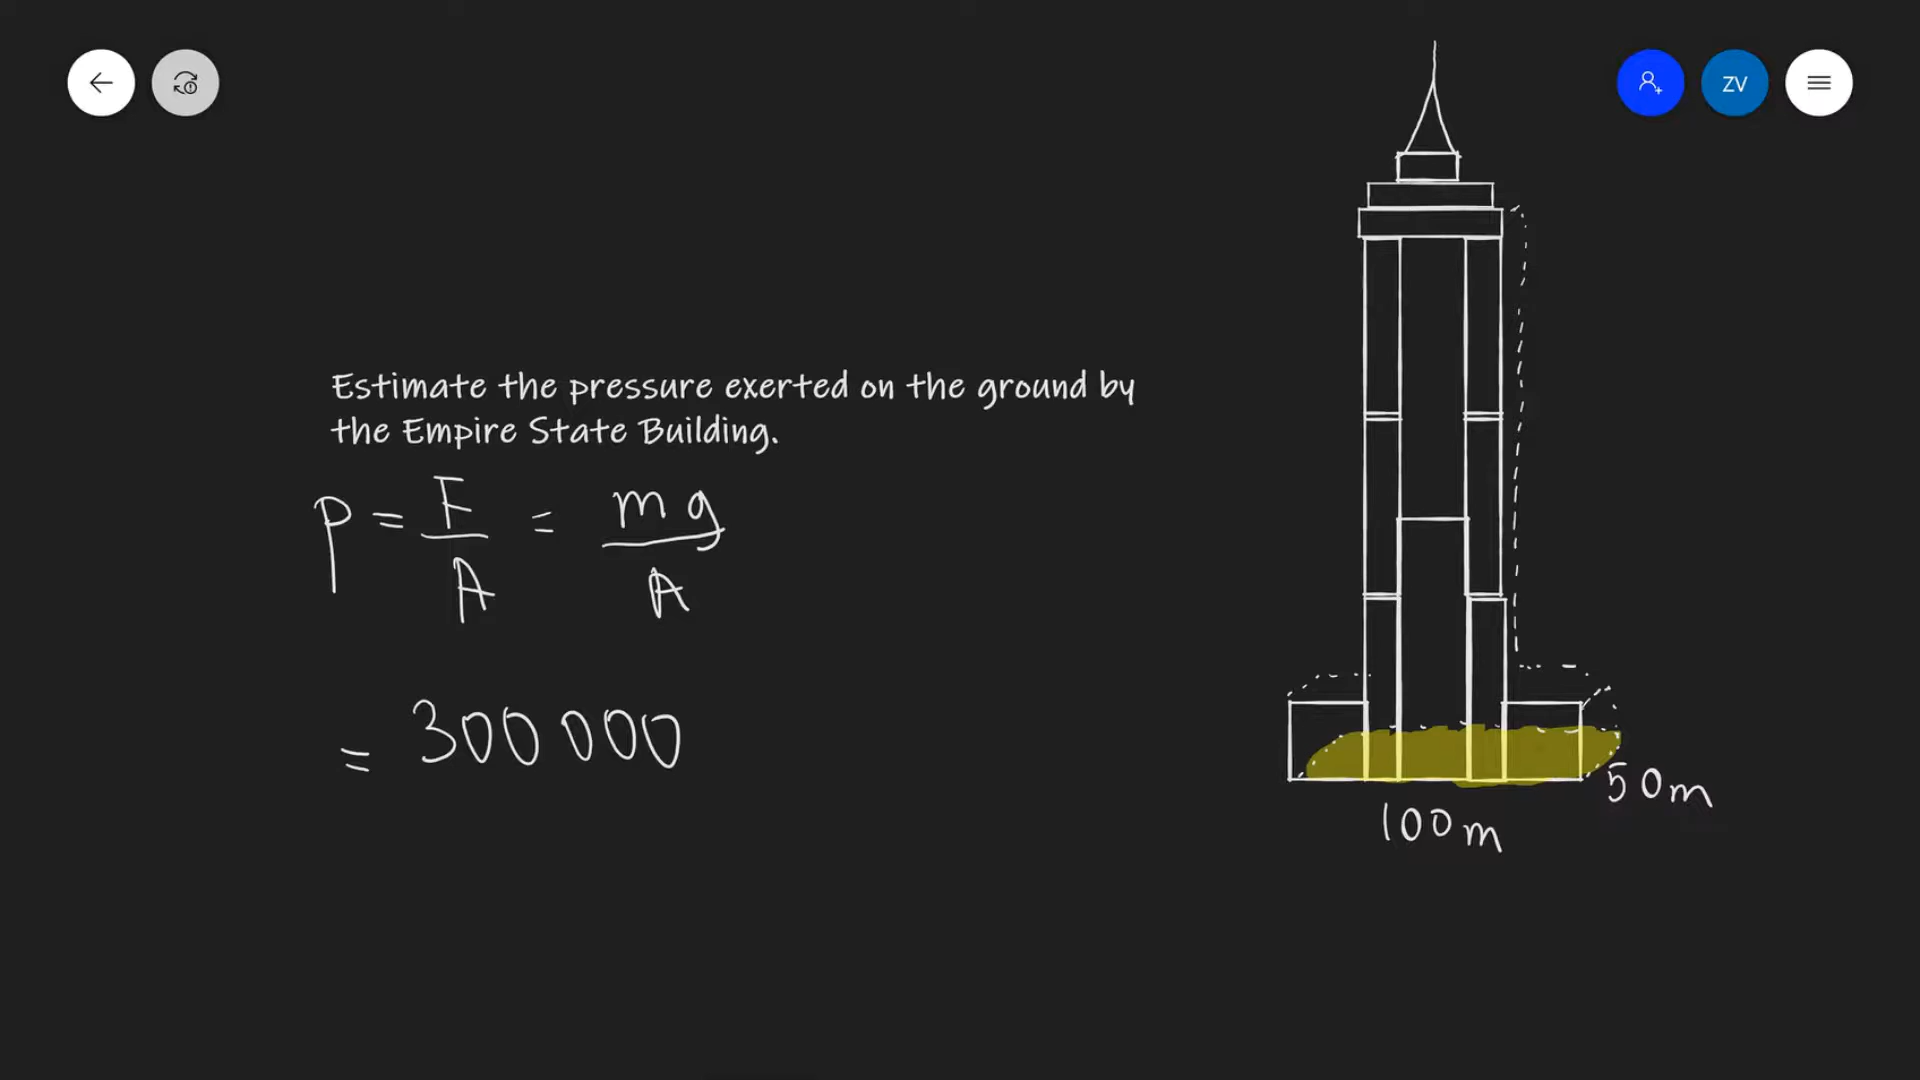 ZV
Estimate the pressure exerted on the ground by
the Empire State Building.
P = F/A = mg/A
= 300 000
50m
100m